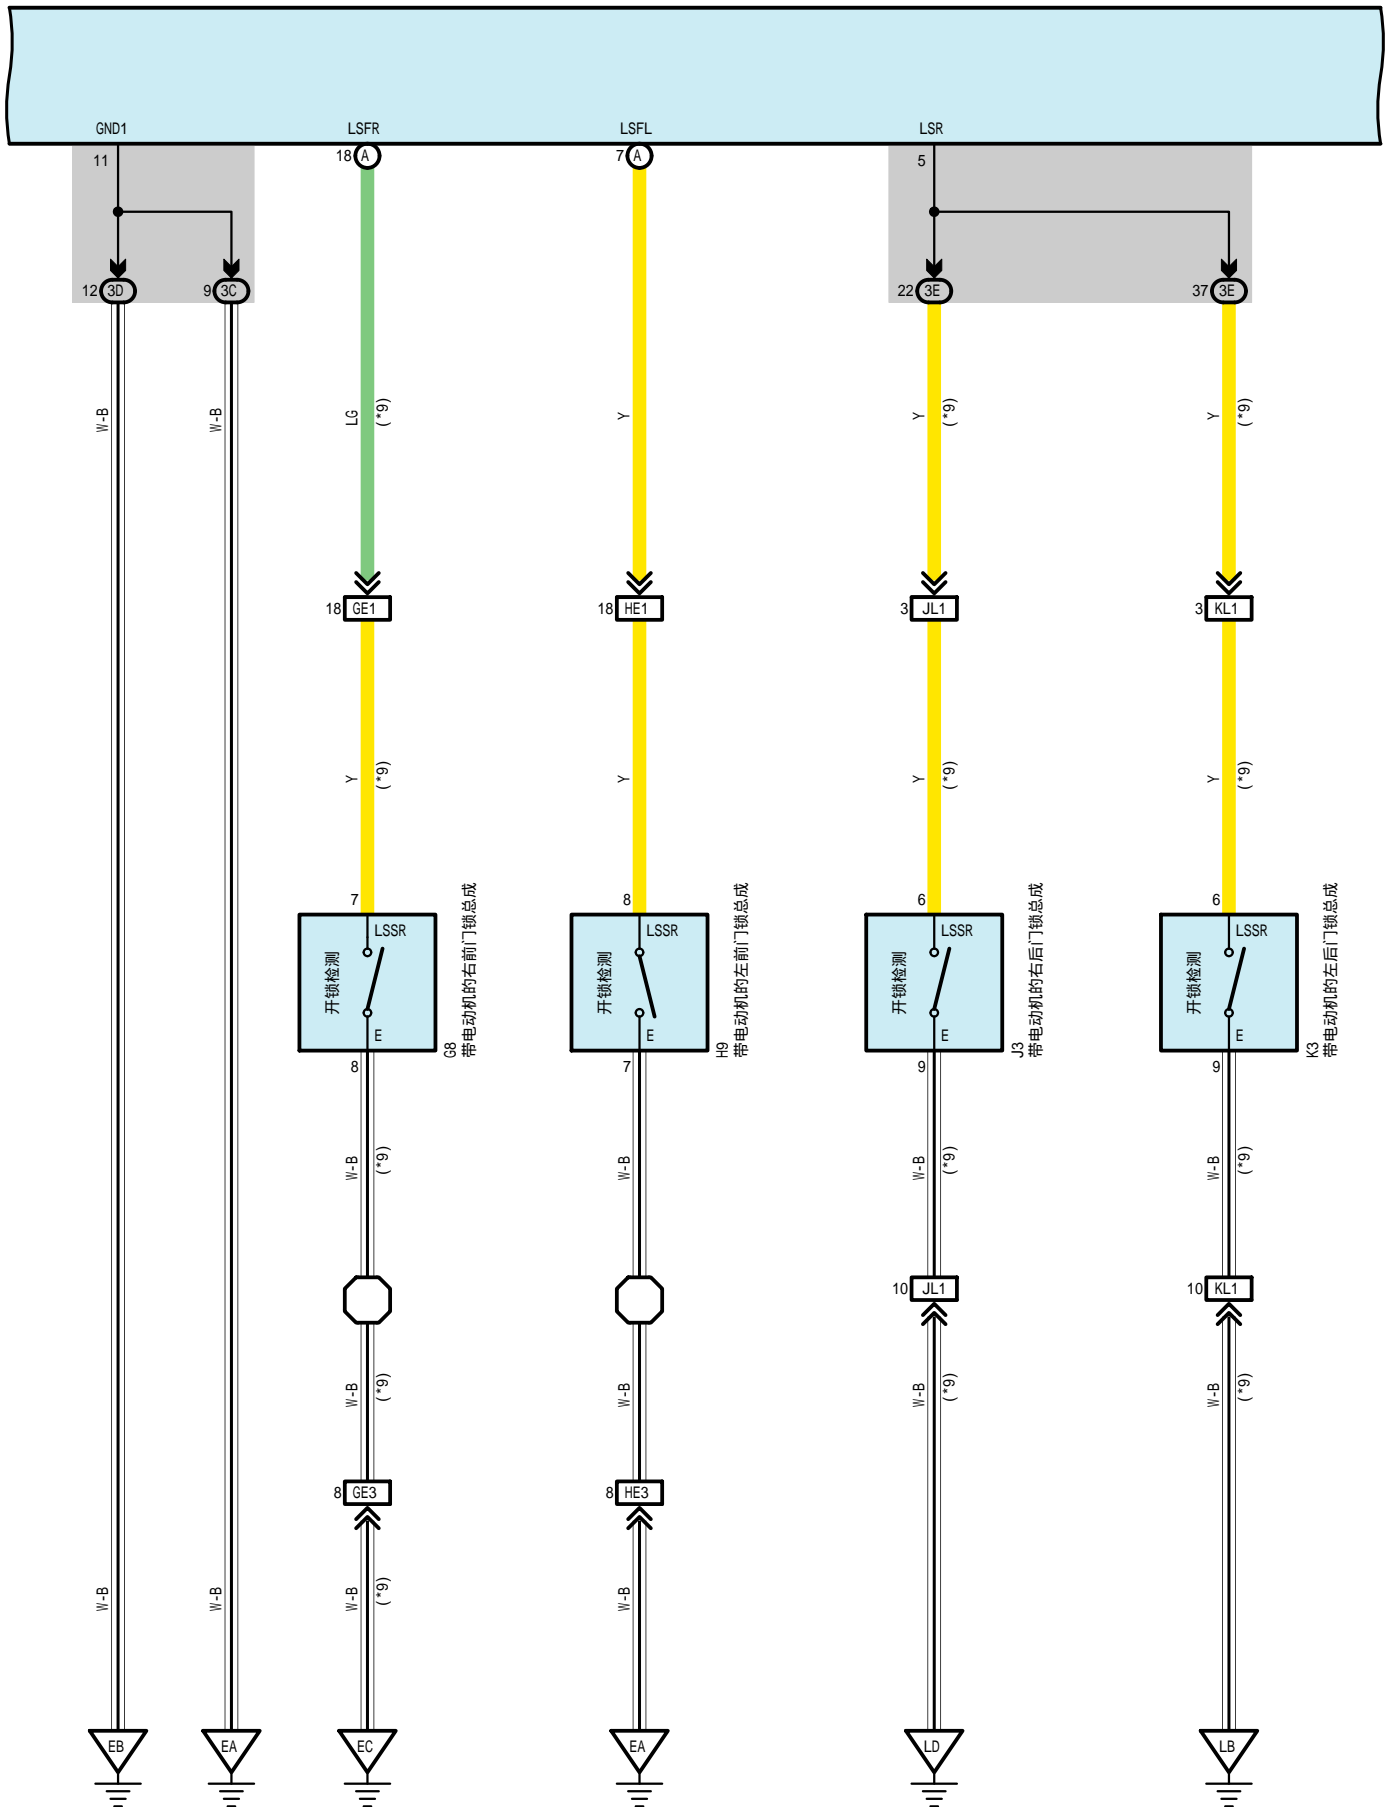 GND1
LSFR
LSFL
LSR
11
18 A
7 A
5
12 3D
9 3C
22 3E
37 3E
W-B
W-B
LG
(*9)
Y
Y
(*9)
Y
(*9)
18 GE1
18 HE1
3 JL1
3 KL1
Y
(*9)
Y
Y
(*9)
Y
(*9)
7
8
6
6
LSSR
开锁检测
E
G8
带电动机的右前门锁总成
LSSR
开锁检测
E
H9
带电动机的左前门锁总成
LSSR
开锁检测
E
J3
带电动机的右后门锁总成
LSSR
开锁检测
E
K3
带电动机的左后门锁总成
8
7
9
9
W-B
(*9)
W-B
W-B
(*9)
W-B
(*9)
10 JL1
10 KL1
W-B
(*9)
W-B
W-B
(*9)
W-B
(*9)
8 GE3
8 HE3
W-B
W-B
W-B
(*9)
W-B
EB
EA
EC
EA
LD
LB